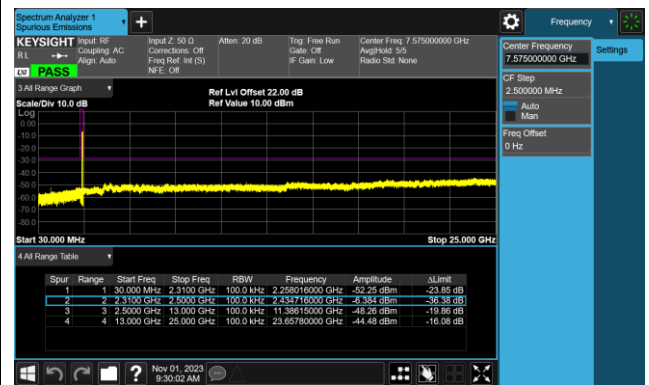 Spectrum Analyzer 1
Spurious Emissions
Frequency
KEYSIGHT
Input: RF
Input Z: 50 Ω
Atten: 20 dB
Trig: Free Run
Center Freq: 7.575000000 GHz
RL
Coupling: AC
Corrections: Off
Gate: Off
Avg|Hold: 5/5
Align: Auto
Freq Ref: Int (S)
IF Gain: Low
Radio Std: None
NFE: Off
LXI
PASS
Center Frequency
7.575000000 GHz
Settings
CF Step
2.500000 MHz
Auto
Man
Freq Offset
0 Hz
3 All Range Graph
Ref Lvl Offset 22.00 dB
Scale/Div 10.0 dB
Ref Value 10.00 dBm
Log
0.00
-10.0
-20.0
-30.0
-40.0
-50.0
-60.0
-70.0
-80.0
Start 30.000 MHz
Stop 25.000 GHz
4 All Range Table
Spur Range Start Freq Stop Freq RBW Frequency Amplitude ΔLimit
1 1 30.000 MHz 2.3100 GHz 100.0 kHz 2.258016000 GHz -52.25 dBm -23.85 dB
2 2 2.3100 GHz 2.5000 GHz 100.0 kHz 2.434716000 GHz -6.384 dBm -36.38 dB
3 3 2.5000 GHz 13.000 GHz 100.0 kHz 11.38615000 GHz -48.26 dBm -19.86 dB
4 4 13.000 GHz 25.000 GHz 100.0 kHz 23.65780000 GHz -44.48 dBm -16.08 dB
?
Nov 01, 2023
9:30:02 AM